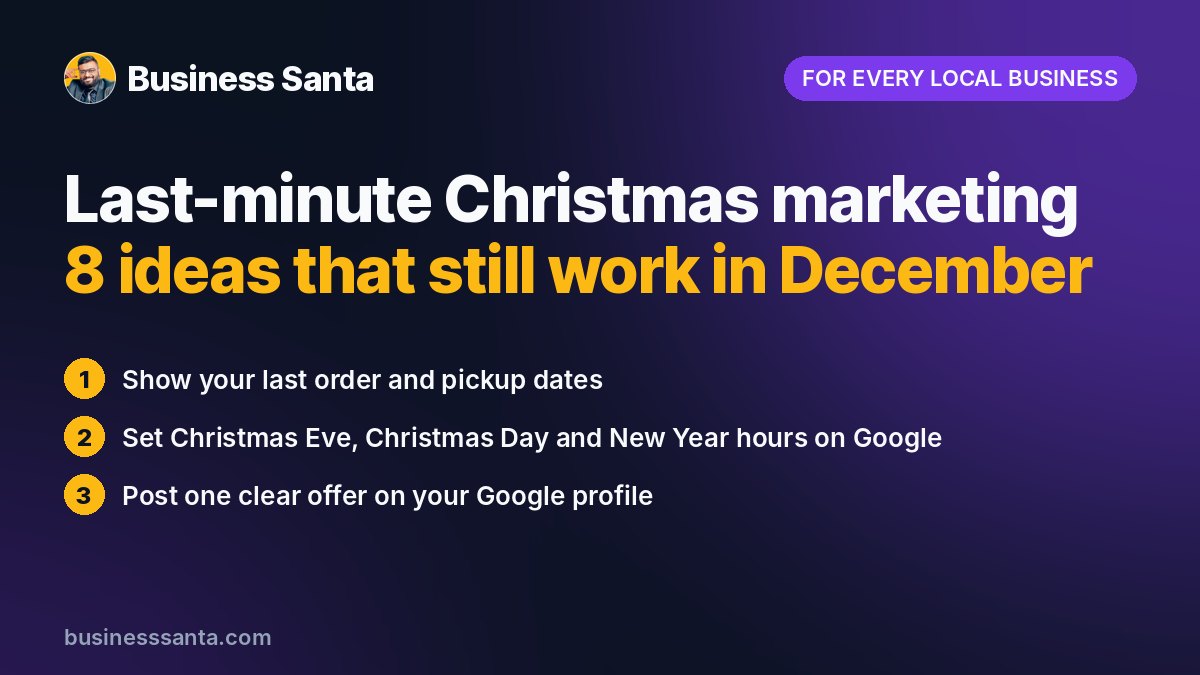 Business Santa
FOR EVERY LOCAL BUSINESS
Last-minute Christmas marketing
8 ideas that still work in December
1 Show your last order and pickup dates
2 Set Christmas Eve, Christmas Day and New Year hours on Google
3 Post one clear offer on your Google profile
businesssanta.com